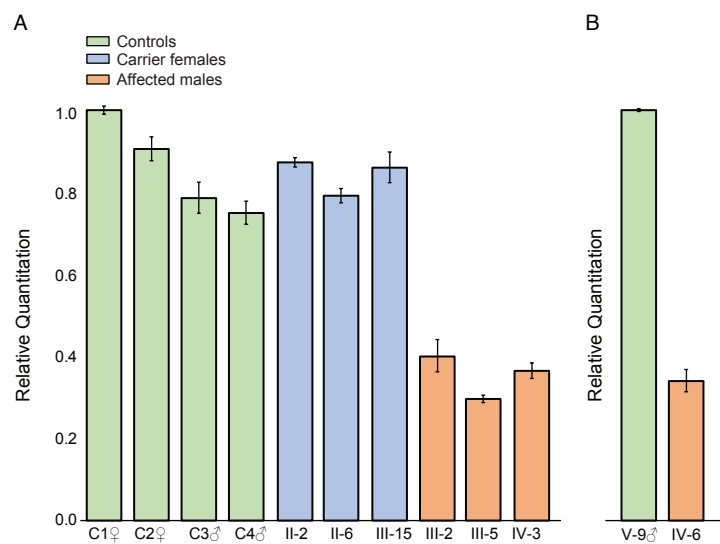 A
B
Controls
Carrier females
Affected males
Relative Quantitation
1.0
0.8
0.6
0.4
0.2
0.0
C1♀ C2♀ C3♂ C4♂ II-2 II-6 III-15 III-2 III-5 IV-3
Relative Quantitation
V-9♂ IV-6